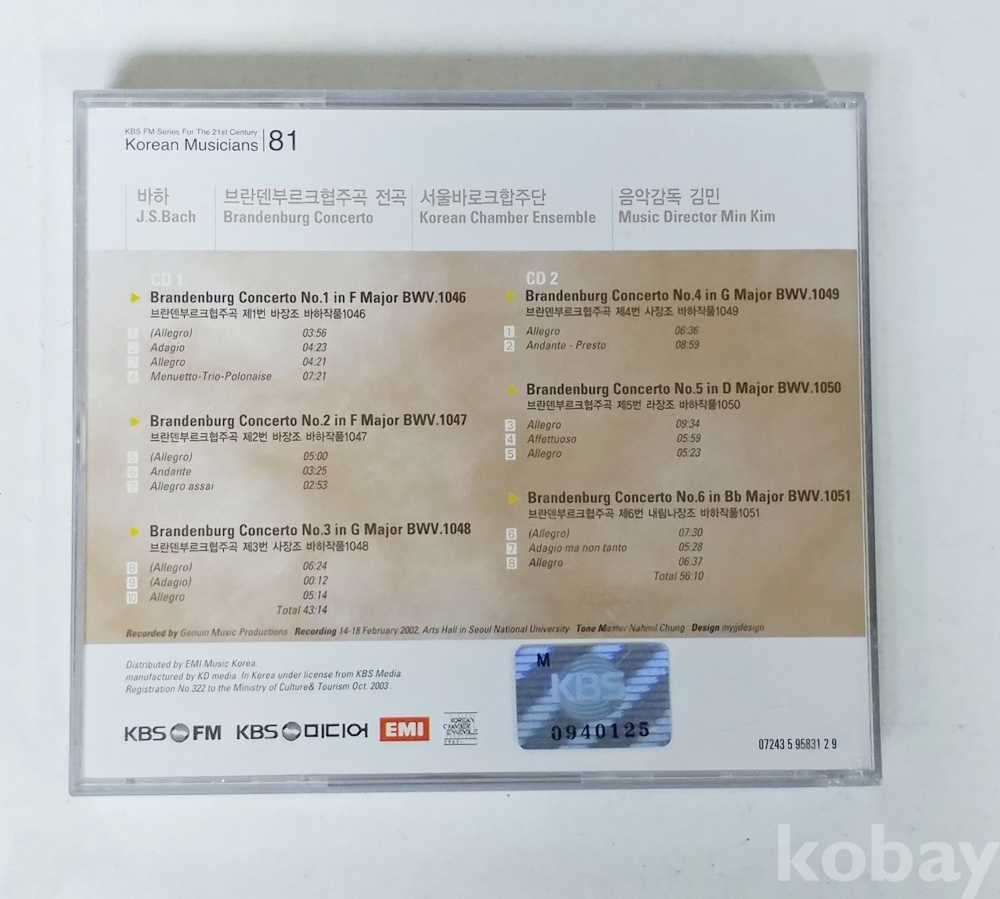 KBS FM Series For The 21st Century
Korean Musicians 81
바하
J.S.Bach
브란덴부르크협주곡 전곡
Brandenburg Concerto
서울바로크합주단
Korean Chamber Ensemble
음악감독 김민
Music Director Min Kim
CD 1
Brandenburg Concerto No.1 in F Major BWV.1046
브란덴부르크협주곡 제1번 바장조 바하작품1046
1 (Allegro) 03:56
2 Adagio 04:23
3 Allegro 04:21
4 Menuetto-Trio-Polonaise 07:21
Brandenburg Concerto No.2 in F Major BWV.1047
브란덴부르크협주곡 제2번 바장조 바하작품1047
5 (Allegro) 05:00
6 Andante 03:25
7 Allegro assai 02:53
Brandenburg Concerto No.3 in G Major BWV.1048
브란덴부르크협주곡 제3번 사장조 바하작품1048
8 (Allegro) 06:24
9 (Adagio) 00:12
10 Allegro 05:14
Total 43:14
CD 2
Brandenburg Concerto No.4 in G Major BWV.1049
브란덴부르크협주곡 제4번 사장조 바하작품1049
1 Allegro 06:36
2 Andante - Presto 08:59
Brandenburg Concerto No.5 in D Major BWV.1050
브란덴부르크협주곡 제5번 라장조 바하작품1050
3 Allegro 09:34
4 Affettuoso 05:59
5 Allegro 05:23
Brandenburg Concerto No.6 in Bb Major BWV.1051
브란덴부르크협주곡 제6번 내림나장조 바하작품1051
6 (Allegro) 07:30
7 Adagio ma non tanto 05:28
8 Allegro 06:37
Total 56:10
Recorded by Genuin Music Productions Recording 14-18 February 2002, Arts Hall in Seoul National University Tone Master Nahmil Chung Design myjjdesign
Distributed by EMI Music Korea.
manufactured by KD media. In Korea under license from KBS Media.
Registration No.322 to the Ministry of Culture& Tourism Oct. 2003.
KBS FM KBS 미디어 EMI
KOREAN
CHAMBER
ENSEMBLE
M
KBS
0940125
07243 5 95831 2 9
kobay